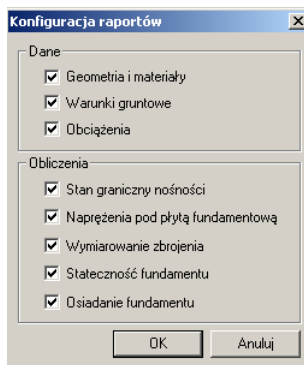 Konfiguracja raportów
Dane
Geometria i materiały
Warunki gruntowe
Obciążenia
Obliczenia
Stan graniczny nośności
Naprężenia pod płytą fundamentową
Wymiarowanie zbrojenia
Stateczność fundamentu
Osiadanie fundamentu
OK Anuluj